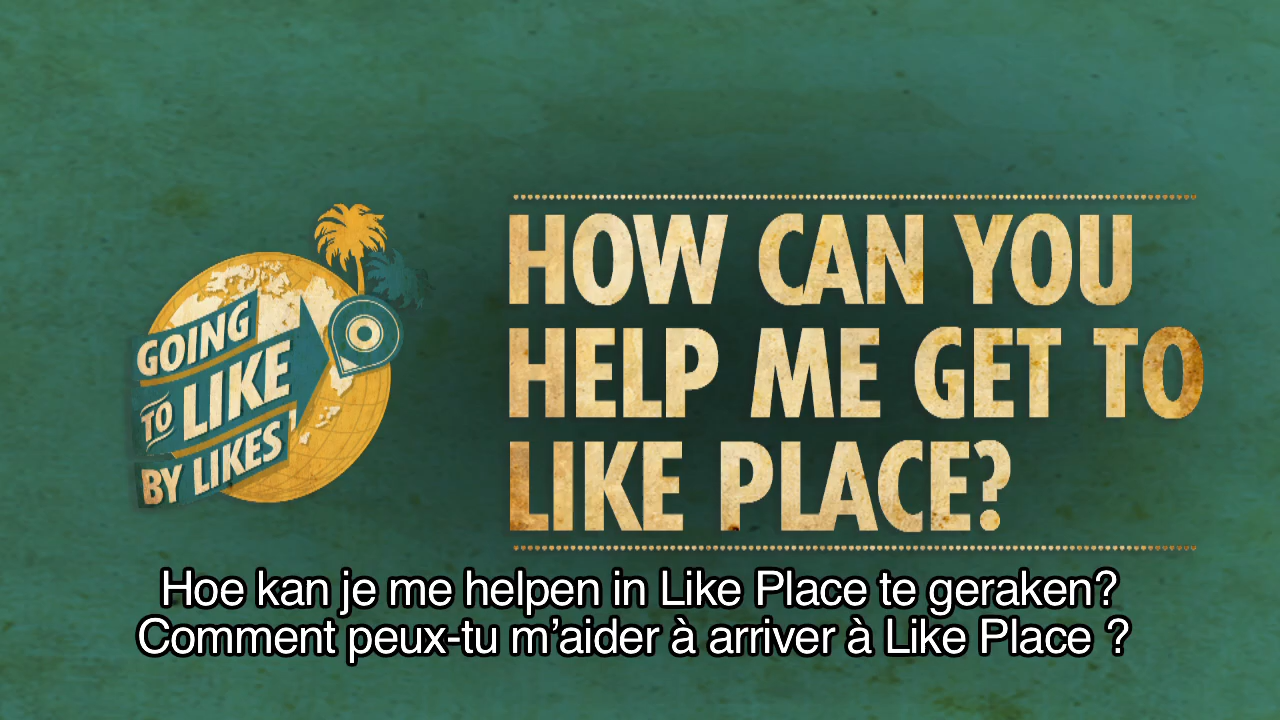 GOING
TO LIKE
BY LIKES
HOW CAN YOU
HELP ME GET TO
LIKE PLACE?
Hoe kan je me helpen in Like Place te geraken?
Comment peux-tu m’aider à arriver à Like Place ?